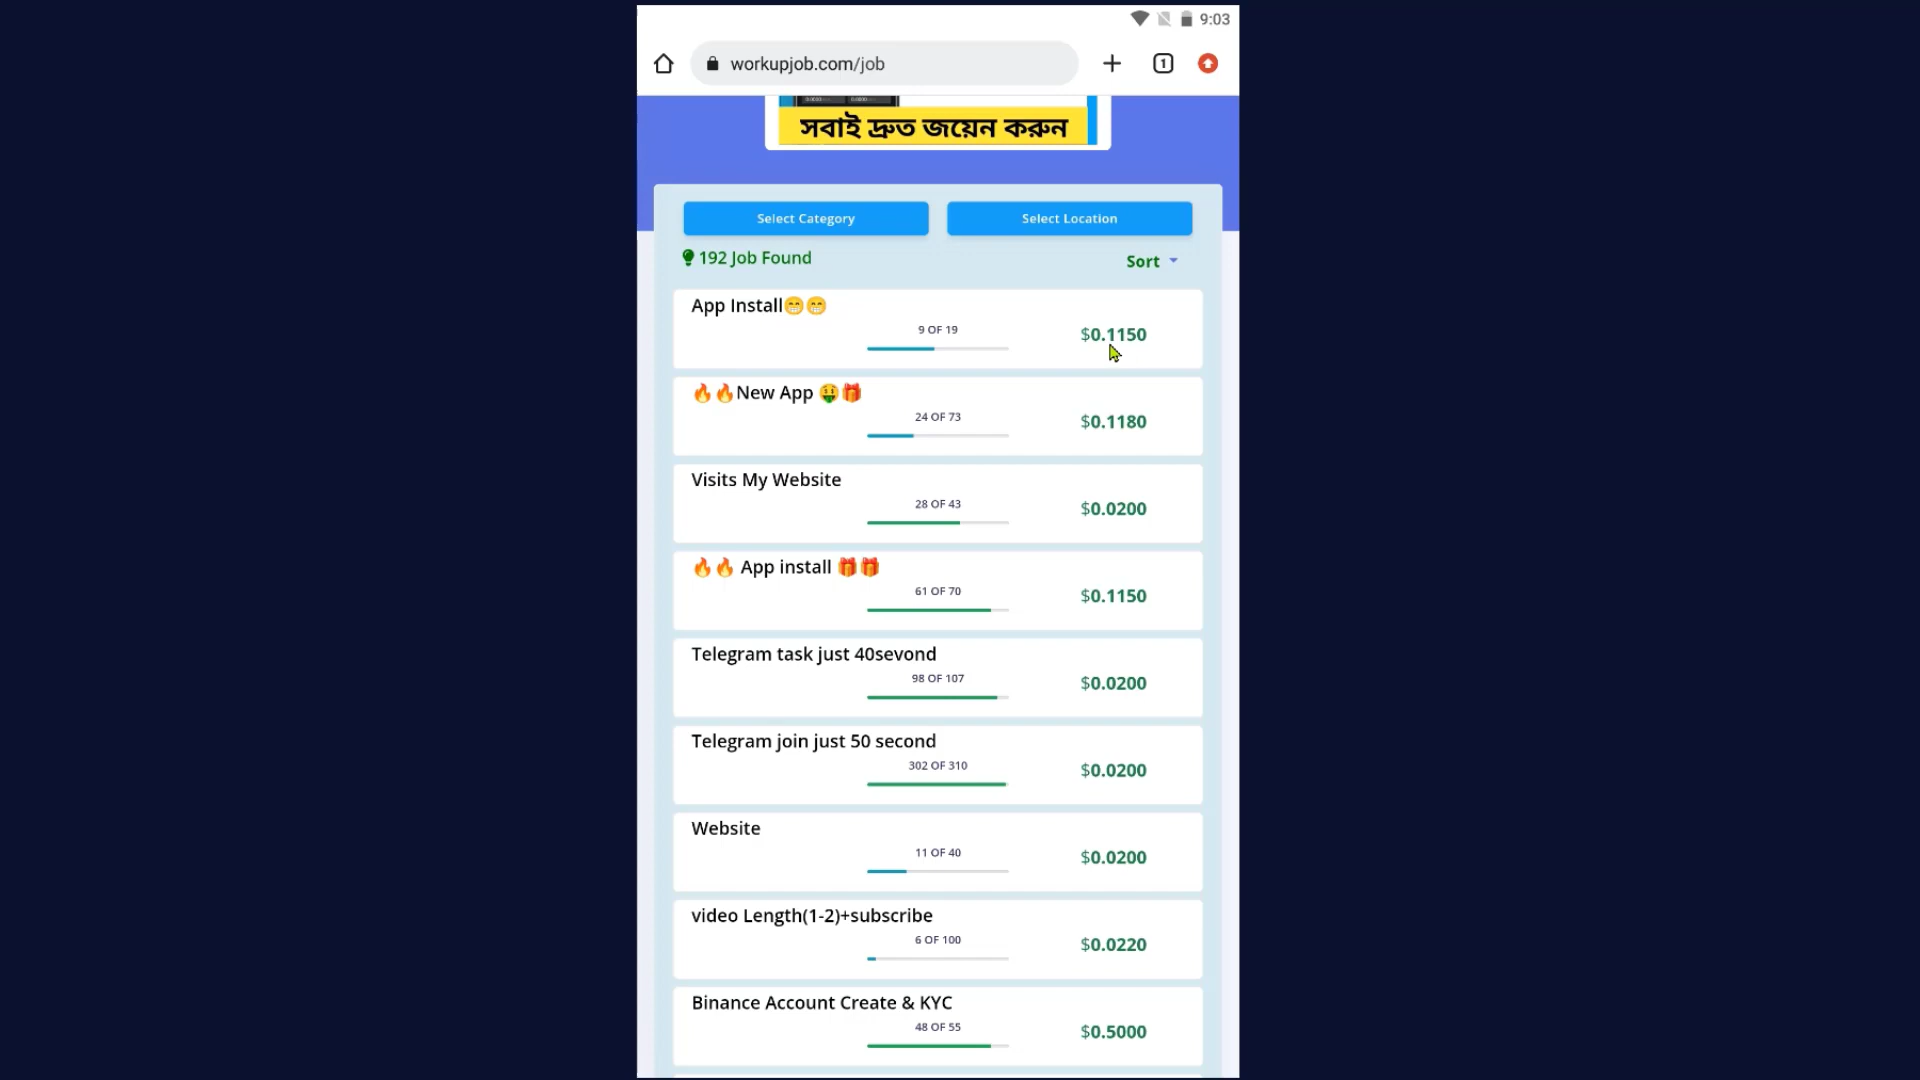 9:03
workupjob.com/job
1
সবাই দ্রুত জয়েন করুন
Select Category
Select Location
192 Job Found
Sort
App Install😁😁
9 OF 19
$0.1150
🔥🔥New App 🤑🎁
24 OF 73
$0.1180
Visits My Website
28 OF 43
$0.0200
🔥🔥 App install 🎁🎁
61 OF 70
$0.1150
Telegram task just 40sevond
98 OF 107
$0.0200
Telegram join just 50 second
302 OF 310
$0.0200
Website
11 OF 40
$0.0200
video Length(1-2)+subscribe
6 OF 100
$0.0220
Binance Account Create & KYC
48 OF 55
$0.5000